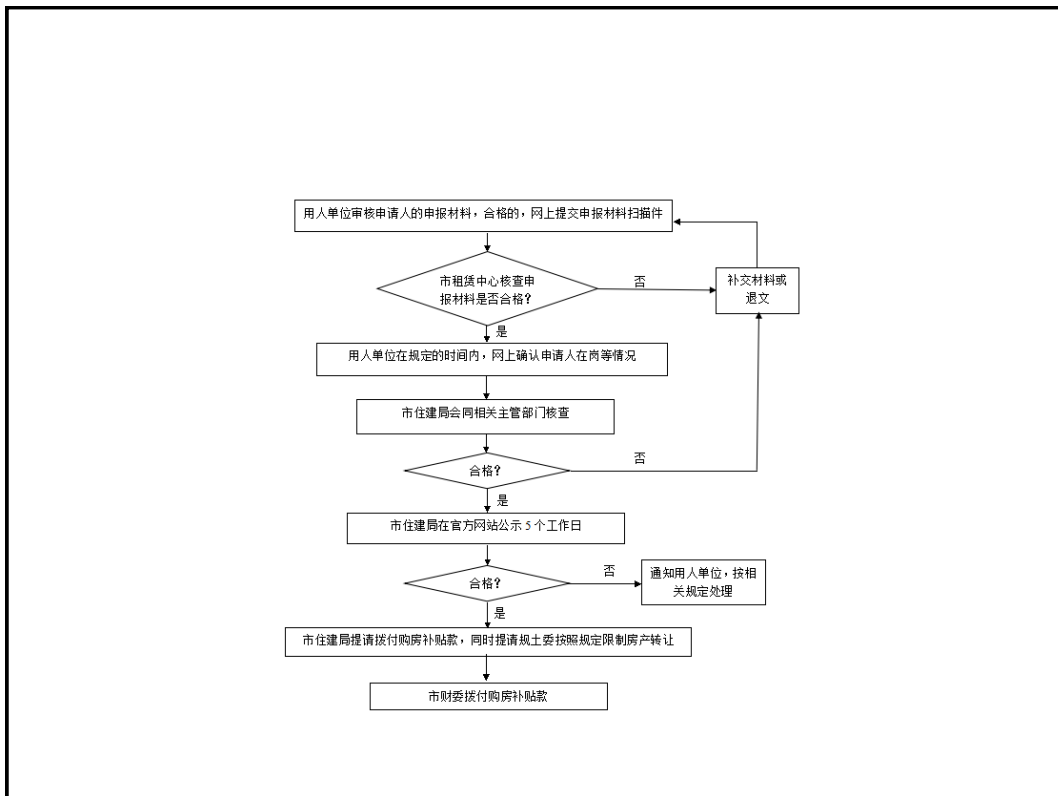 用人单位审核申请人的申报材料，合格的，网上提交申报材料扫描件
市租赁中心核查申
报材料是否合格？
否
补交材料或
退文
是
用人单位在规定的时间内，网上确认申请人在岗等情况
市住建局会同相关主管部门核查
合格？
否
是
市住建局在官方网站公示 5 个工作日
合格？
否
通知用人单位，按相
关规定处理
是
市住建局提请拨付购房补贴款，同时提请规土委按照规定限制房产转让
市财委拨付购房补贴款